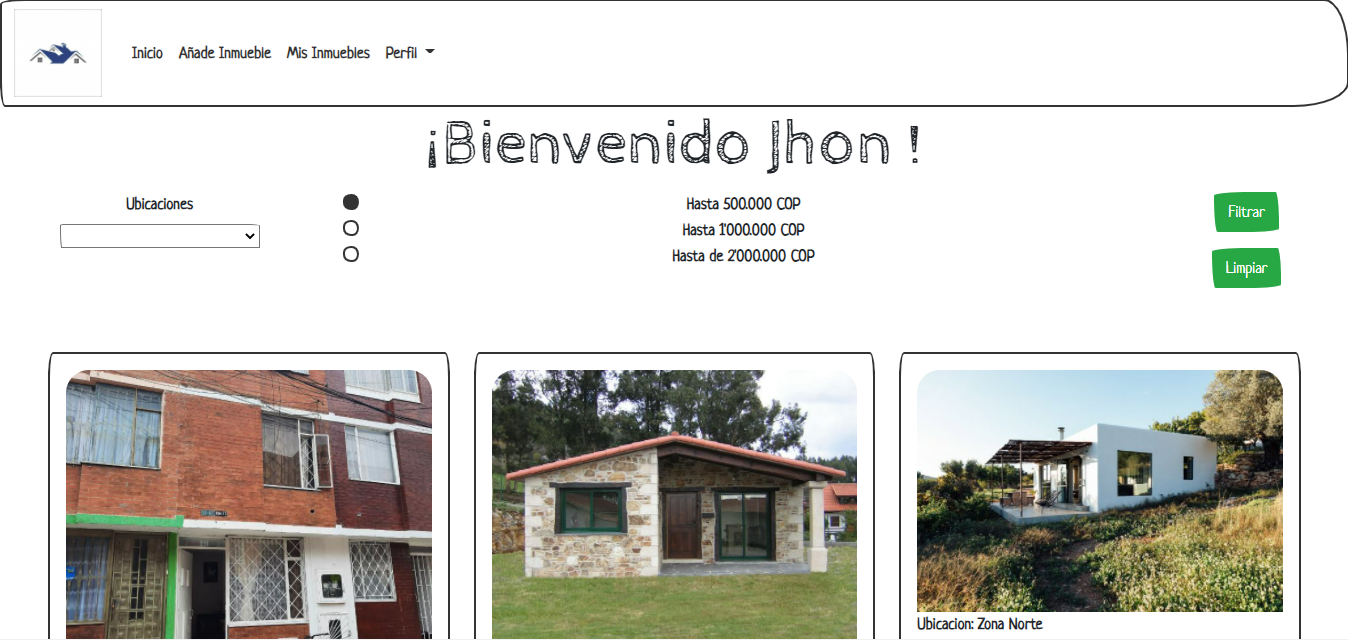 Inicio Añade Inmueble Mis Inmuebles Perfil
¡Bienvenido Jhon !
Ubicaciones
Hasta 500.000 COP
Hasta 1'000.000 COP
Hasta de 2'000.000 COP
Filtrar
Limpiar
Ubicacion: Zona Norte